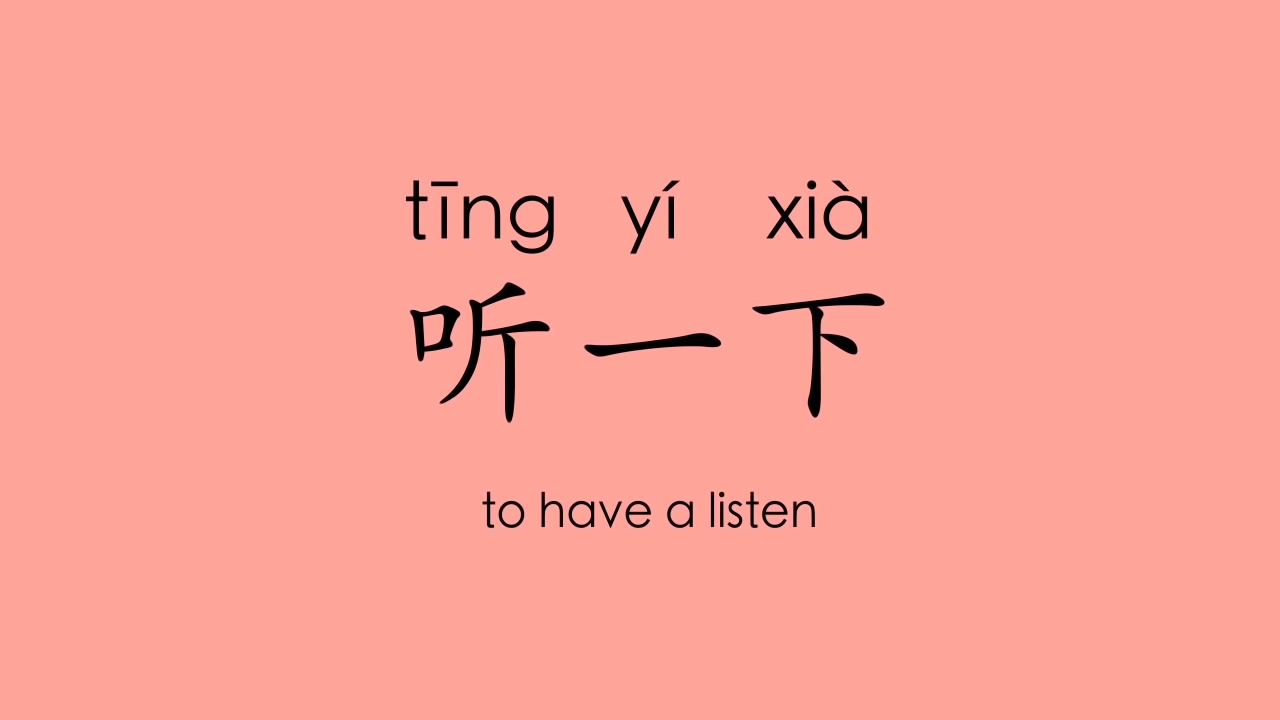 tīng yí xià
听一下
to have a listen